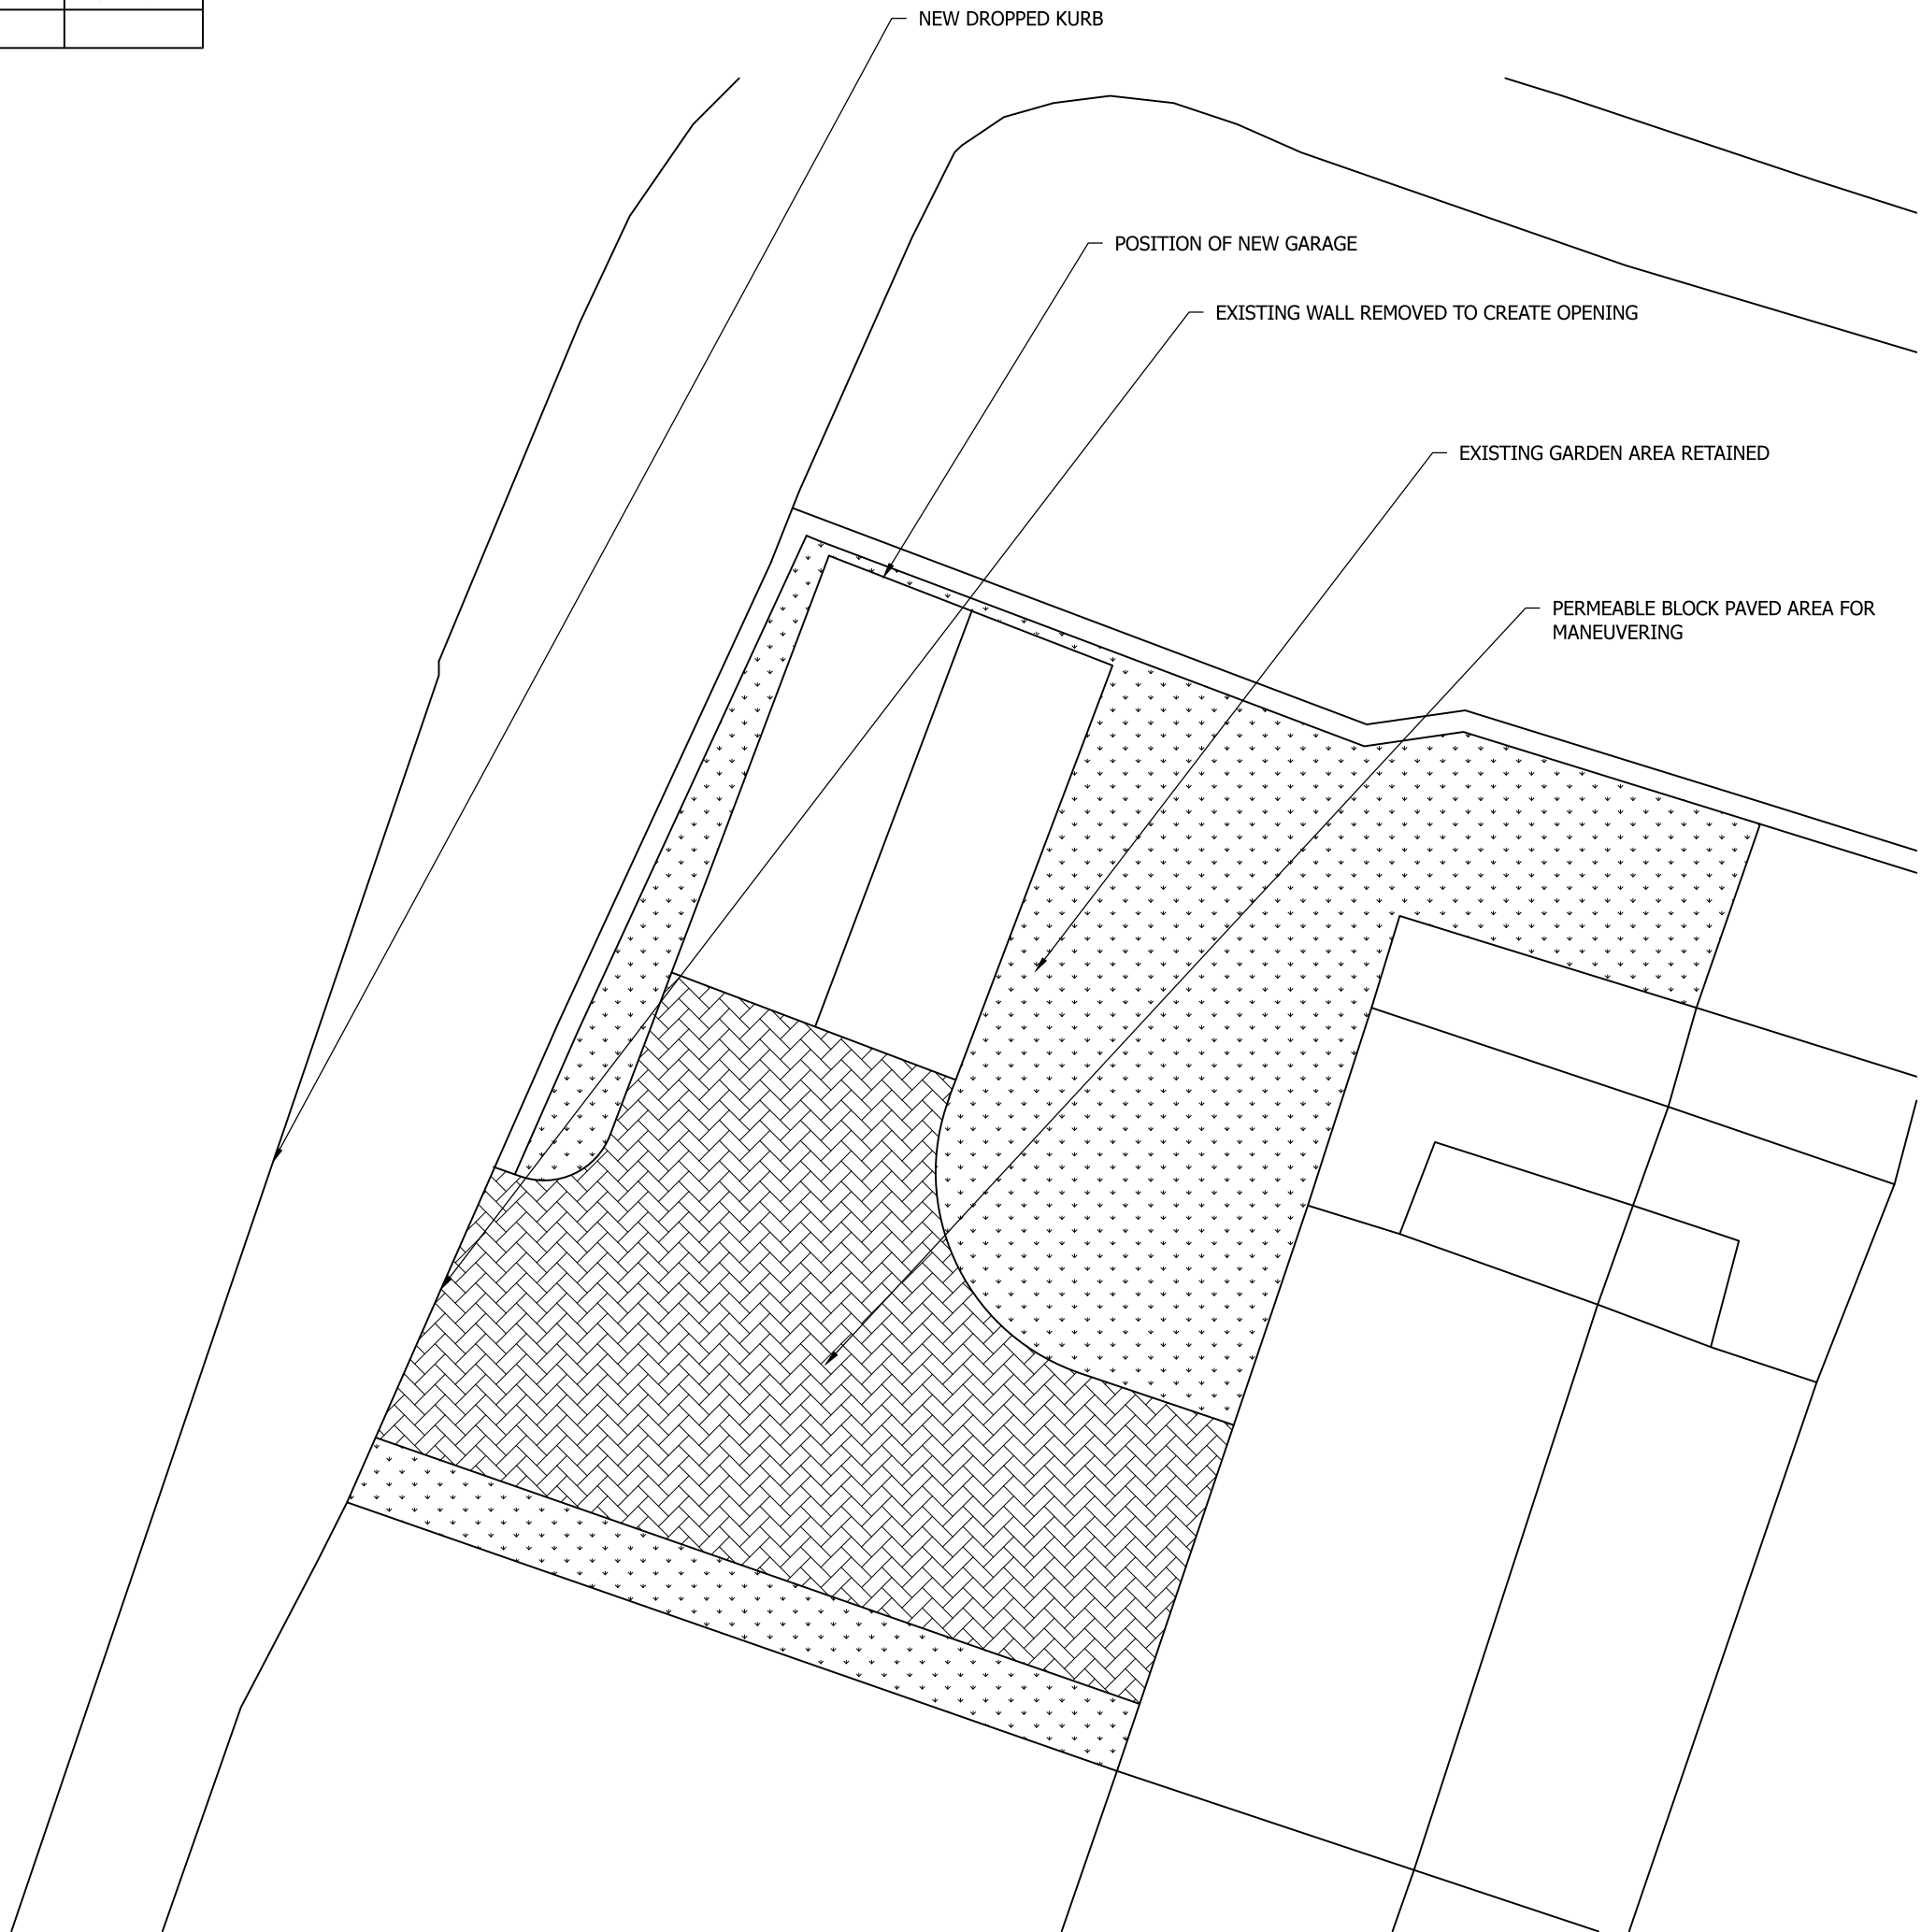 NEW DROPPED KURB
POSITION OF NEW GARAGE
EXISTING WALL REMOVED TO CREATE OPENING
EXISTING GARDEN AREA RETAINED
PERMEABLE BLOCK PAVED AREA FOR
MANEUVERING